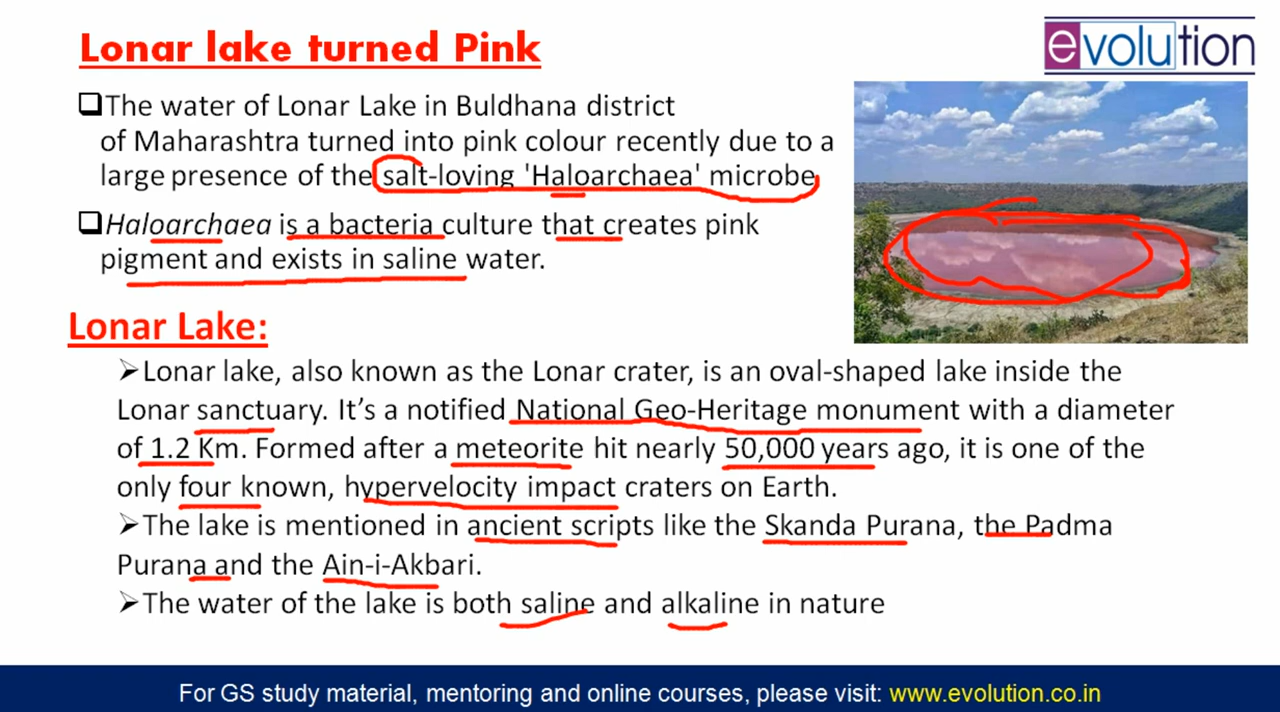 Lonar lake turned Pink
evolution
❑The water of Lonar Lake in Buldhana district
of Maharashtra turned into pink colour recently due to a
large presence of the salt-loving 'Haloarchaea' microbe
❑Haloarchaea is a bacteria culture that creates pink
pigment and exists in saline water.
Lonar Lake:
➢Lonar lake, also known as the Lonar crater, is an oval-shaped lake inside the
Lonar sanctuary. It’s a notified National Geo-Heritage monument with a diameter
of 1.2 Km. Formed after a meteorite hit nearly 50,000 years ago, it is one of the
only four known, hypervelocity impact craters on Earth.
➢The lake is mentioned in ancient scripts like the Skanda Purana, the Padma
Purana and the Ain-i-Akbari.
➢The water of the lake is both saline and alkaline in nature
For GS study material, mentoring and online courses, please visit: www.evolution.co.in